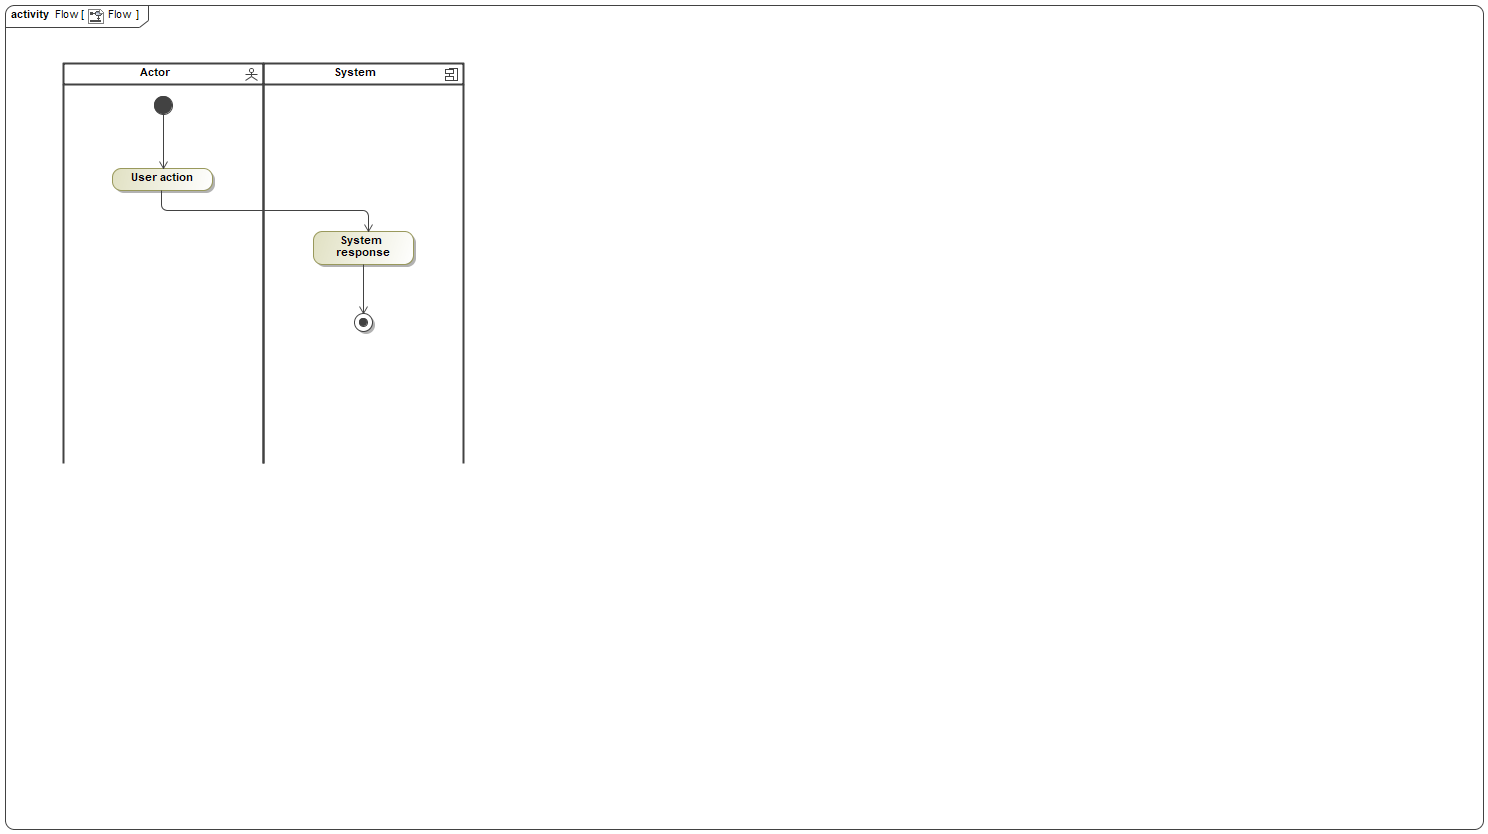 activity Flow [ Flow ]
Actor
System
User action
System
response